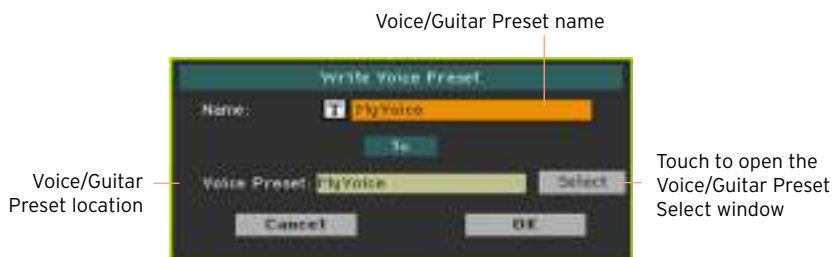 Voice/Guitar Preset name
Write Voice Preset
Name:
T MyVoice
To
Voice/Guitar
Preset location
Voice Preset MyVoice
Select
Touch to open the
Voice/Guitar Preset
Select window
Cancel
OK